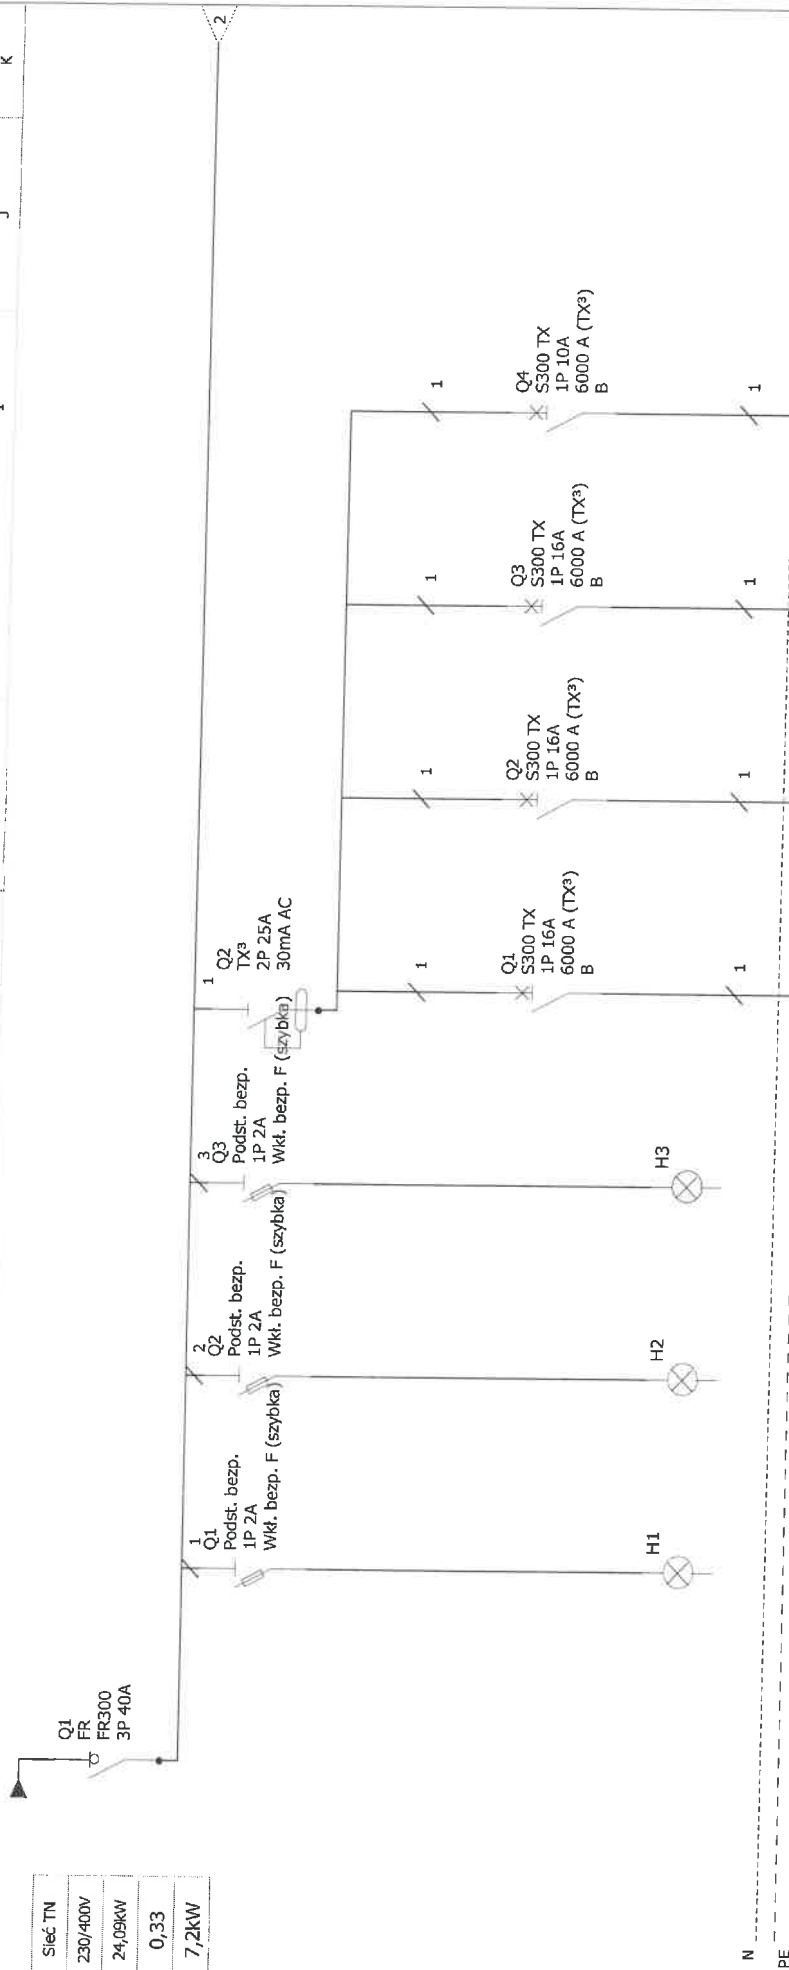 K
J
I
2
Sieć TN
230/400V
24,09kW
0,33
7,2kW
Q1
FR
FR300
3P 40A
1
Q1
Podst. bezp.
1P 2A
Wkł. bezp. F (szybka)
H1
2
Q2
Podst. bezp.
1P 2A
Wkł. bezp. F (szybka)
H2
3
Q3
Podst. bezp.
1P 2A
Wkł. bezp. F (szybka)
H3
1
Q2
TX³
2P 25A
30mA AC
1
Q1
S300 TX
1P 16A
6000 A (TX³)
B
1
1
Q2
S300 TX
1P 16A
6000 A (TX³)
B
1
1
Q3
S300 TX
1P 16A
6000 A (TX³)
B
1
1
Q4
S300 TX
1P 10A
6000 A (TX³)
B
1
N
PE